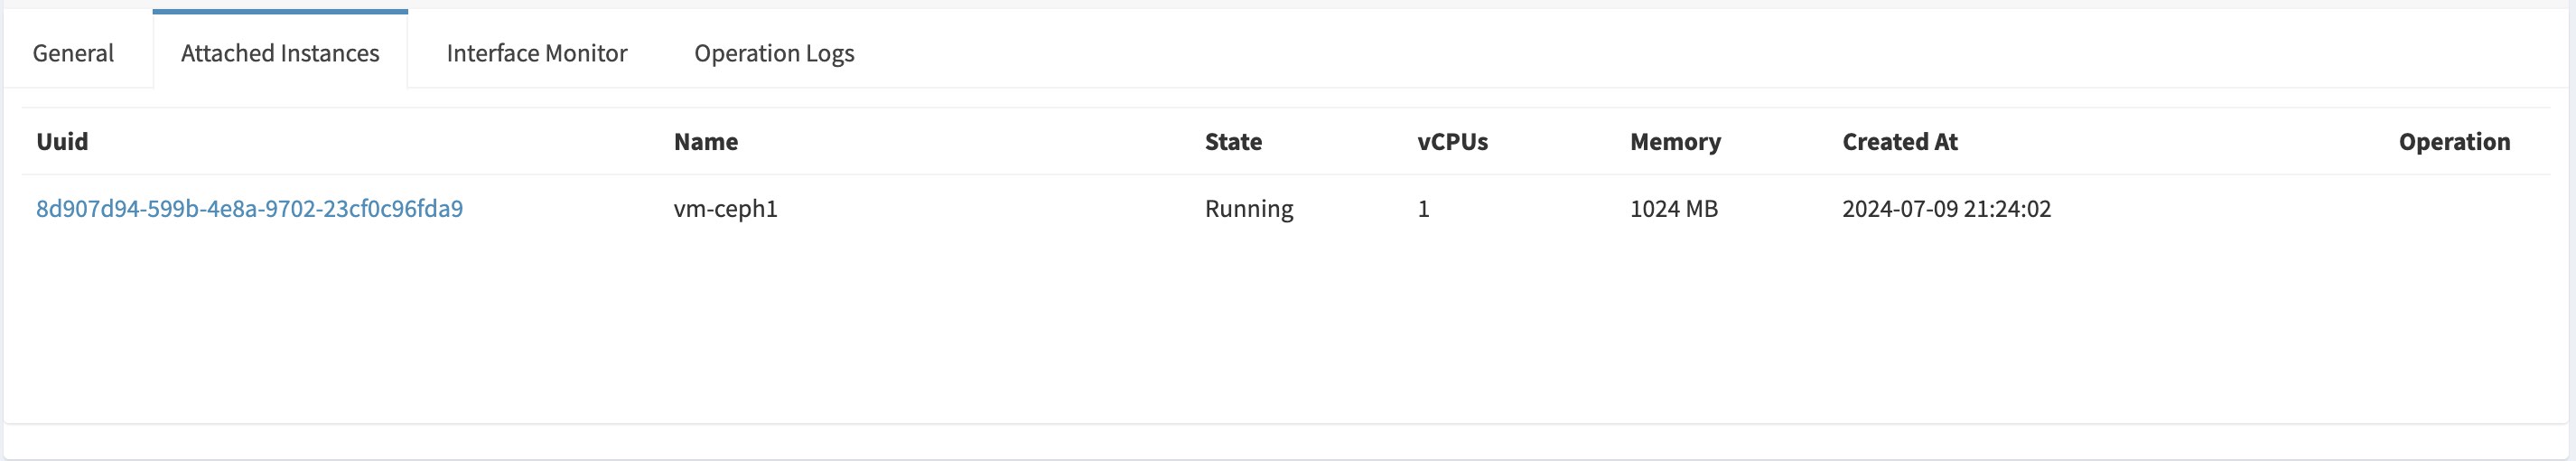 General Attached Instances Interface Monitor Operation Logs
Uuid Name State vCPUs Memory Created At Operation
8d907d94-599b-4e8a-9702-23cf0c96fda9 vm-ceph1 Running 1 1024 MB 2024-07-09 21:24:02